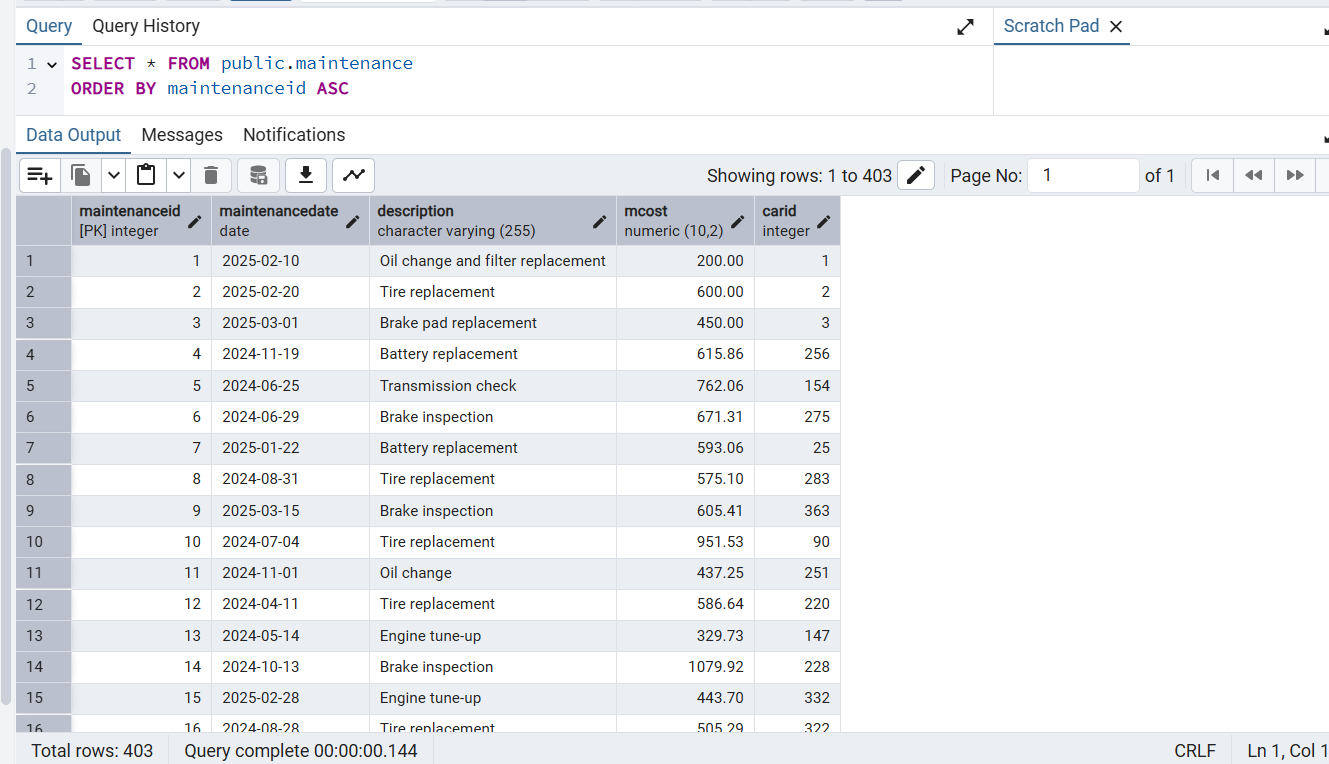 Query Query History Scratch Pad
1 SELECT * FROM public.maintenance
2 ORDER BY maintenanceid ASC
Data Output Messages Notifications
Showing rows: 1 to 403 Page No: 1 of 1
maintenanceid maintenancedate description mcost carid
[PK] integer date character varying (255) numeric (10,2) integer
1 1 2025-02-10 Oil change and filter replacement 200.00 1
2 2 2025-02-20 Tire replacement 600.00 2
3 3 2025-03-01 Brake pad replacement 450.00 3
4 4 2024-11-19 Battery replacement 615.86 256
5 5 2024-06-25 Transmission check 762.06 154
6 6 2024-06-29 Brake inspection 671.31 275
7 7 2025-01-22 Battery replacement 593.06 25
8 8 2024-08-31 Tire replacement 575.10 283
9 9 2025-03-15 Brake inspection 605.41 363
10 10 2024-07-04 Tire replacement 951.53 90
11 11 2024-11-01 Oil change 437.25 251
12 12 2024-04-11 Tire replacement 586.64 220
13 13 2024-05-14 Engine tune-up 329.73 147
14 14 2024-10-13 Brake inspection 1079.92 228
15 15 2025-02-28 Engine tune-up 443.70 332
16 16 2024-08-28 Tire replacement 505.29 322
Total rows: 403 Query complete 00:00:00.144 CRLF Ln 1, Col 1